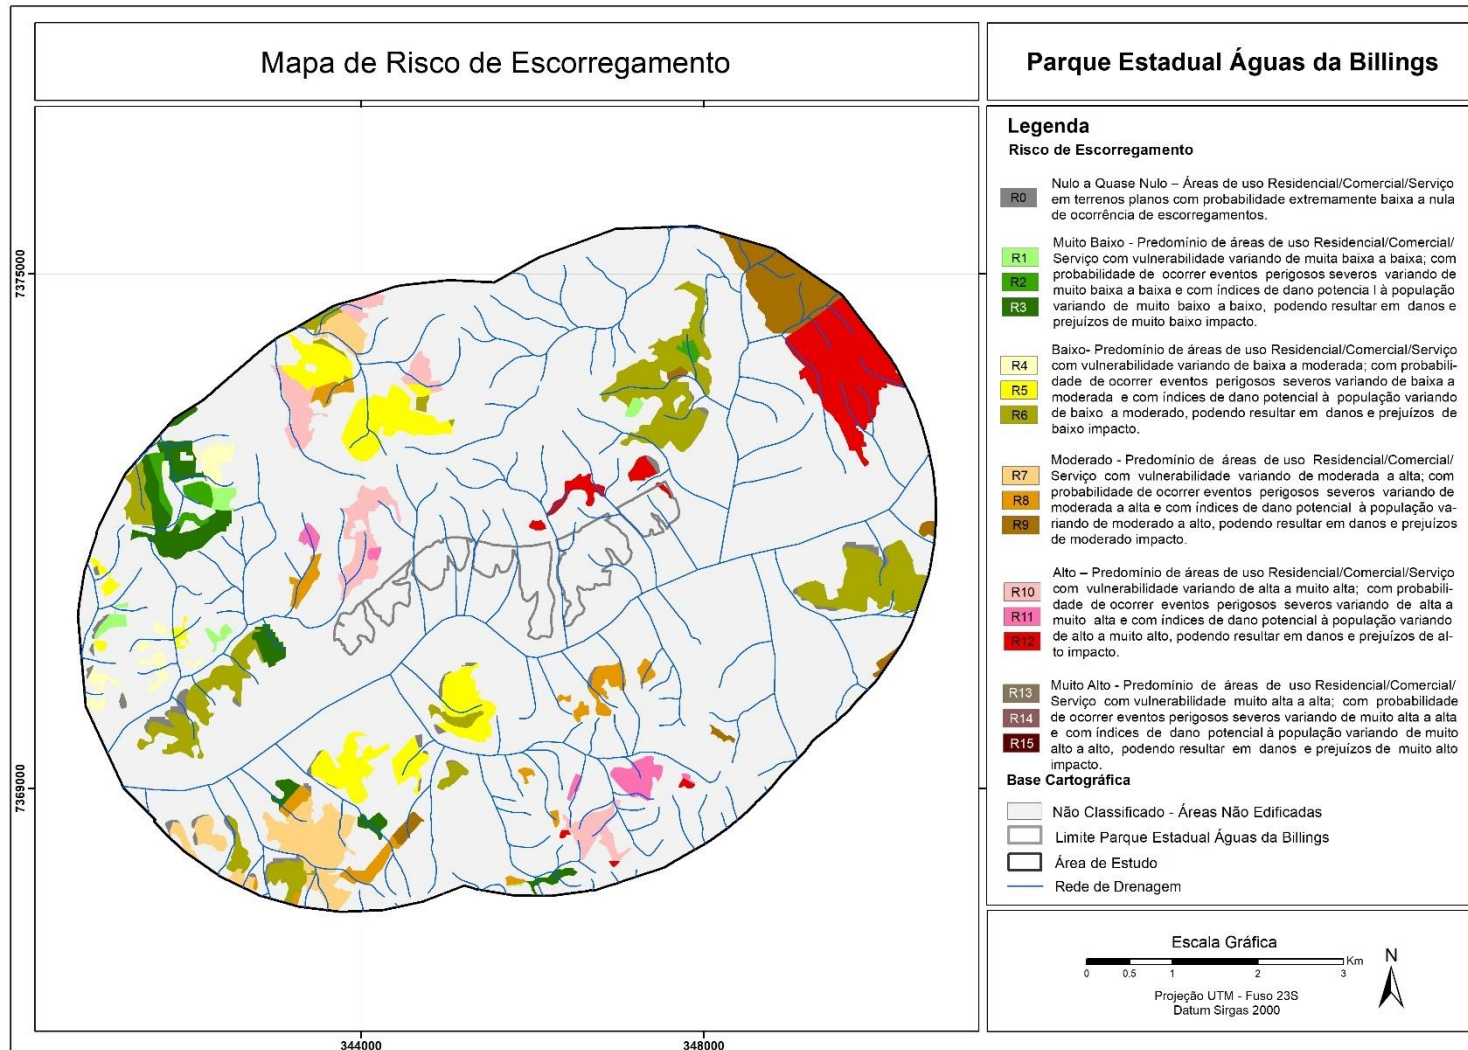 Mapa de Risco de Escorregamento
Parque Estadual Águas da Billings
Legenda
Risco de Escorregamento
R0
Nulo a Quase Nulo – Áreas de uso Residencial/Comercial/Serviço
em terrenos planos com probabilidade extremamente baixa a nula
de ocorrência de escorregamentos.
R1
R2
R3
Muito Baixo - Predomínio de áreas de uso Residencial/Comercial/
Serviço com vulnerabilidade variando de muita baixa a baixa; com
probabilidade de ocorrer eventos perigosos severos variando de
muito baixa a baixa e com índices de dano potencia l à população
variando de muito baixo a baixo, podendo resultar em danos e
prejuízos de muito baixo impacto.
R4
R5
R6
Baixo- Predomínio de áreas de uso Residencial/Comercial/Serviço
com vulnerabilidade variando de baixa a moderada; com probabili-
dade de ocorrer eventos perigosos severos variando de baixa a
moderada e com índices de dano potencial à população variando
de baixo a moderado, podendo resultar em danos e prejuízos de
baixo impacto.
R7
R8
R9
Moderado - Predomínio de áreas de uso Residencial/Comercial/
Serviço com vulnerabilidade variando de moderada a alta; com
probabilidade de ocorrer eventos perigosos severos variando de
moderada a alta e com índices de dano potencial à população va-
riando de moderado a alto, podendo resultar em danos e prejuízos
de moderado impacto.
R10
R11
R12
Alto – Predomínio de áreas de uso Residencial/Comercial/Serviço
com vulnerabilidade variando de alta a muito alta; com probabili-
dade de ocorrer eventos perigosos severos variando de alta a
muito alta e com índices de dano potencial à população variando
de alto a muito alto, podendo resultar em danos e prejuízos de al-
to impacto.
R13
R14
R15
Muito Alto - Predomínio de áreas de uso Residencial/Comercial/
Serviço com vulnerabilidade muito alta a alta; com probabilidade
de ocorrer eventos perigosos severos variando de muito alta a alta
e com índices de dano potencial à população variando de muito
alto a alto, podendo resultar em danos e prejuízos de muito alto
impacto.
Base Cartográfica
Não Classificado - Áreas Não Edificadas
Limite Parque Estadual Águas da Billings
Área de Estudo
Rede de Drenagem
Escala Gráfica
Km
0 0.5 1 2 3
N
Projeção UTM - Fuso 23S
Datum Sirgas 2000
7375000
7369000
344000
348000